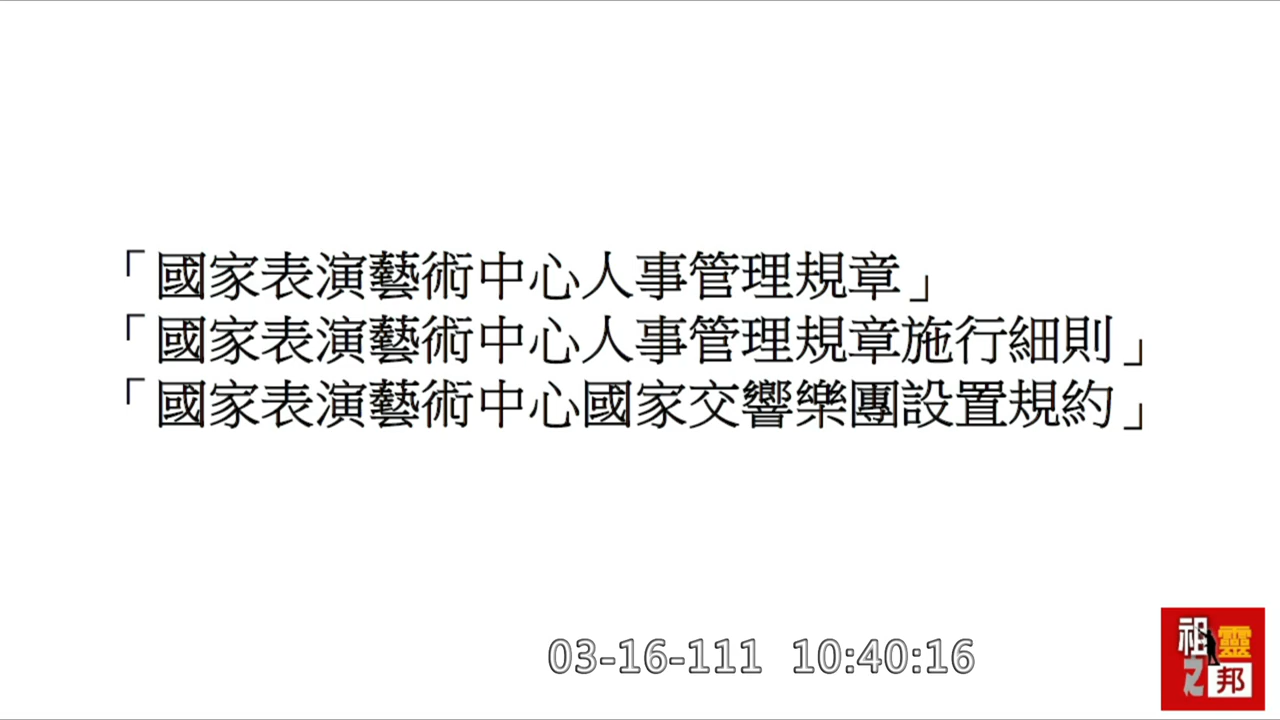 「國家表演藝術中心人事管理規章」
「國家表演藝術中心人事管理規章施行細則」
「國家表演藝術中心國家交響樂團設置規約」
03-16-111 10:40:16
祖靈
之邦